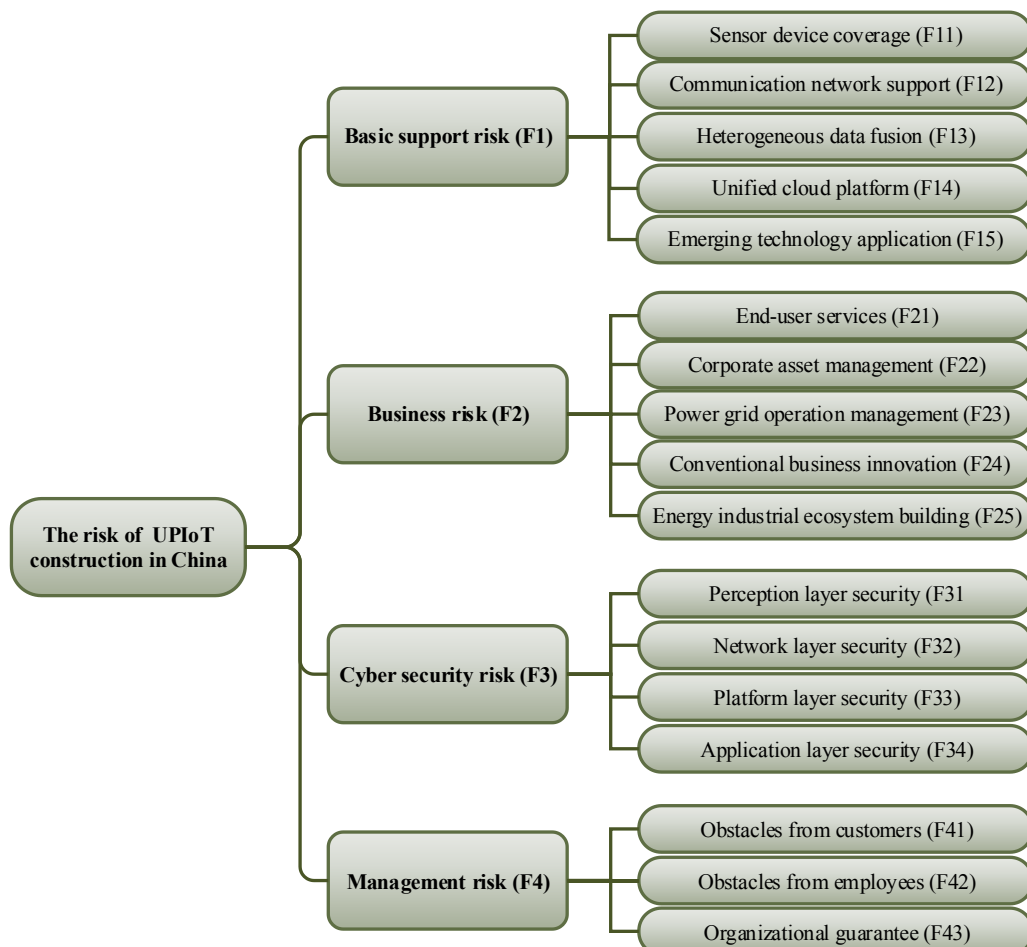 Sensor device coverage (F11)
Communication network support (F12)
Basic support risk (F1)
Heterogeneous data fusion (F13)
Unified cloud platform (F14)
Emerging technology application (F15)
End-user services (F21)
Corporate asset management (F22)
Business risk (F2)
Power grid operation management (F23)
Conventional business innovation (F24)
Energy industrial ecosystem building (F25)
The risk of UPIoT
construction in China
Perception layer security (F31
Network layer security (F32)
Cyber security risk (F3)
Platform layer security (F33)
Application layer security (F34)
Obstacles from customers (F41)
Management risk (F4)
Obstacles from employees (F42)
Organizational guarantee (F43)